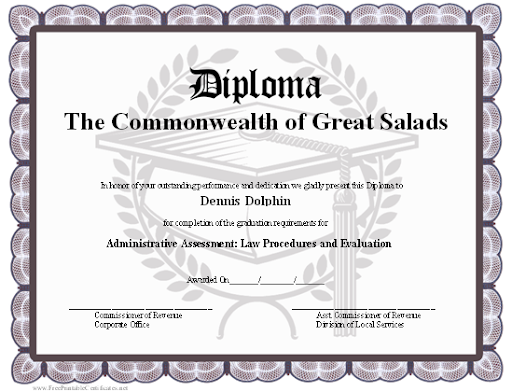 Diploma
The Commonwealth of Great Salads
In honor of your outstanding performance and dedication we gladly present this Diploma to
Dennis Dolphin
for completion of the graduation requirements for
Administrative Assessment: Law Procedures and Evaluation
Awarded On______/______/______
Commissioner of Revenue
Corporate Office
Asst. Commissioner of Revenue
Division of Local Services
www.FreePrintableCertificates.net